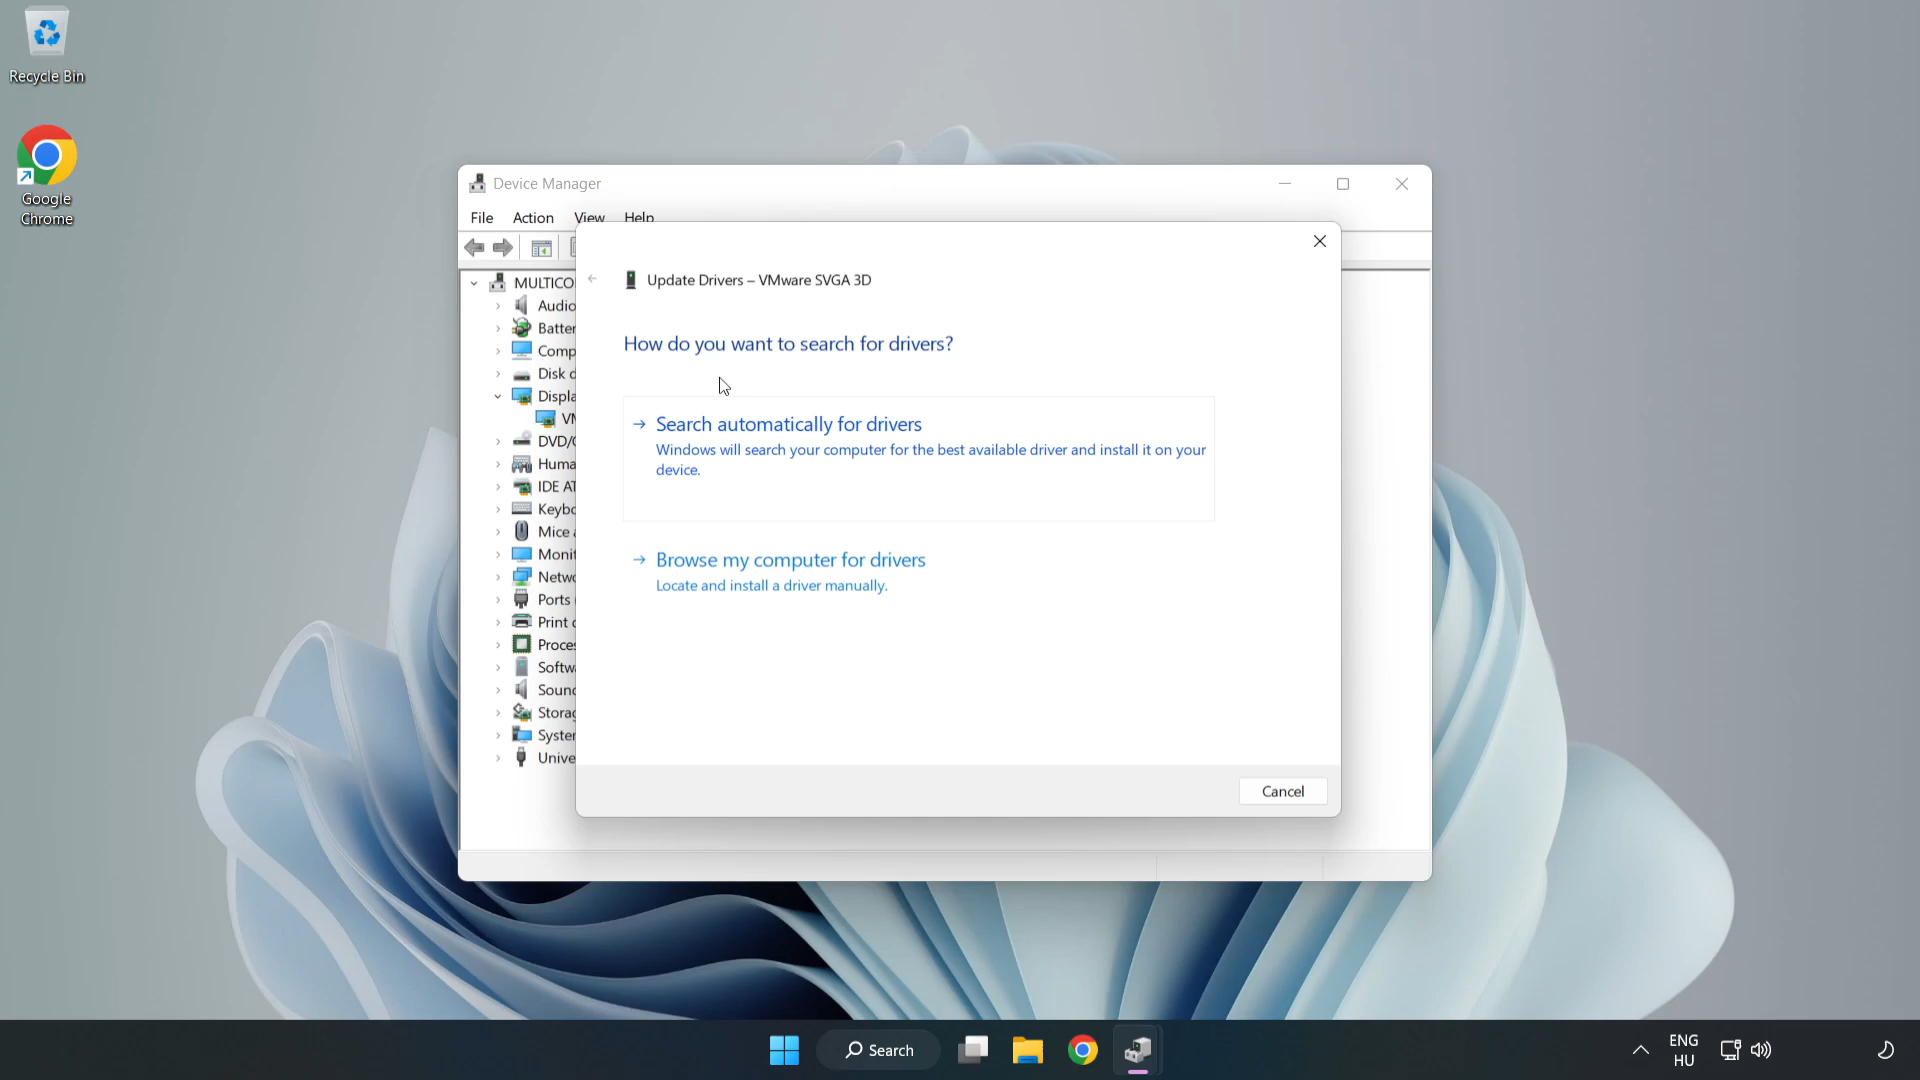 Recycle Bin
Google
Chrome
Device Manager
File Action View Help
Update Drivers – VMware SVGA 3D
How do you want to search for drivers?
Search automatically for drivers
Windows will search your computer for the best available driver and install it on your
device.
Browse my computer for drivers
Locate and install a driver manually.
Cancel
MULTICO
Audio
Batter
Comp
Disk d
Displa
VM
DVD/C
Huma
IDE AT
Keybo
Mice a
Monit
Netwo
Ports
Print
Proces
Softwa
Sound
Storag
System
Unive
Search
ENG
HU